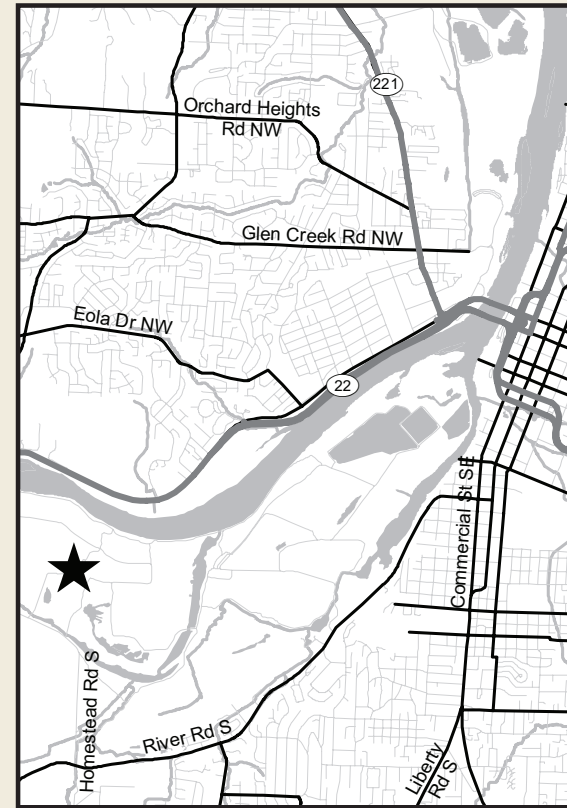 221
Orchard Heights
Rd NW
Glen Creek Rd NW
Eola Dr NW
22
Commercial St SE
Homestead Rd S
River Rd S
Liberty
Rd S